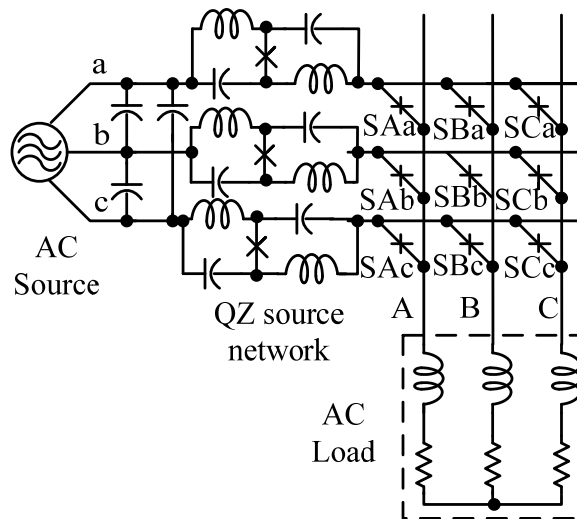 a
b
c
AC
Source
QZ source
network
SAa SBa SCa
SAb SBb SCb
SAc SBc SCc
A B C
AC
Load